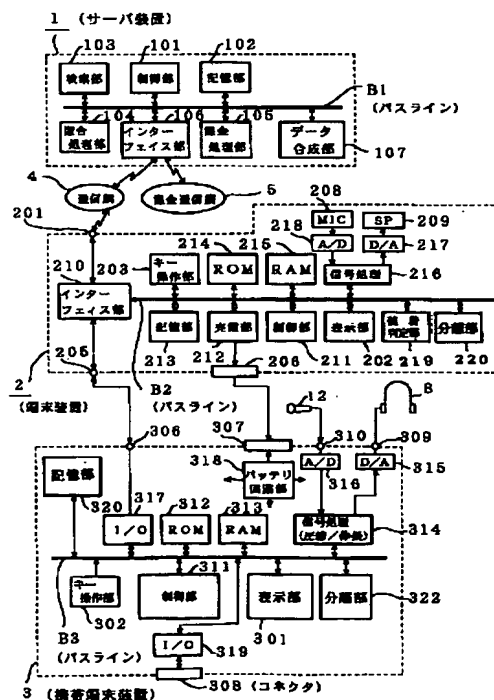 1 (サーバ装置)
103 101 102
検索部 制御部 記憶部
B1
(バスライン)
104 106 105
照合処理部 インターフェイス部 課金処理部 データ合成部
107
4 5
通信網 課金通信網
201
208
MIC SP 209
218 A/D D/A 217
210 203 214 215
キー操作部 ROM RAM 信号処理 216
インターフェイス部
記憶部 充電部 制御部 表示部 分離部
213 212 211 202 219 220
205 206
2 (端末装置)
B2
(バスライン)
12 8
306 307 310 309
318 A/D D/A 315
記憶部 バッテリ 316
320 317 312 313
I/O ROM RAM 信号処理 (圧縮/伸長) 314
311
キー操作部 制御部 表示部 分離部
B3 302 301 322
(バスライン) I/O 319
3 (携帯端末装置) 308 (コネクタ)